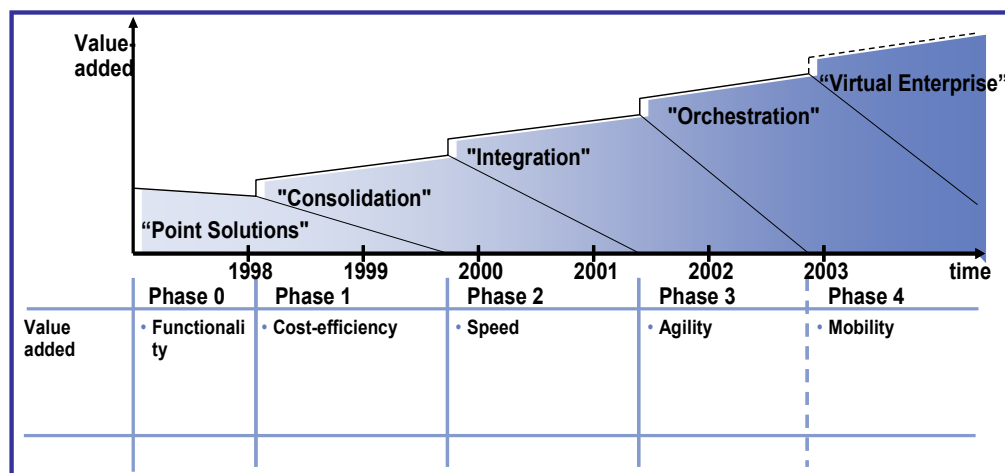 Value-
added
“Virtual Enterprise”
"Orchestration"
"Integration"
"Consolidation"
“Point Solutions"
1998
1999
2000
2001
2002
2003
time
Phase 0
Phase 1
Phase 2
Phase 3
Phase 4
Value
added
• Functionali
ty
• Cost-efficiency
• Speed
• Agility
• Mobility